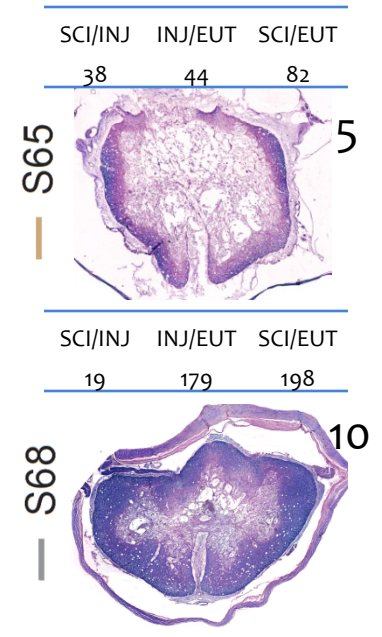 SCI/INJ INJ/EUT SCI/EUT
38 44 82
S65
5
SCI/INJ INJ/EUT SCI/EUT
19 179 198
S68
10